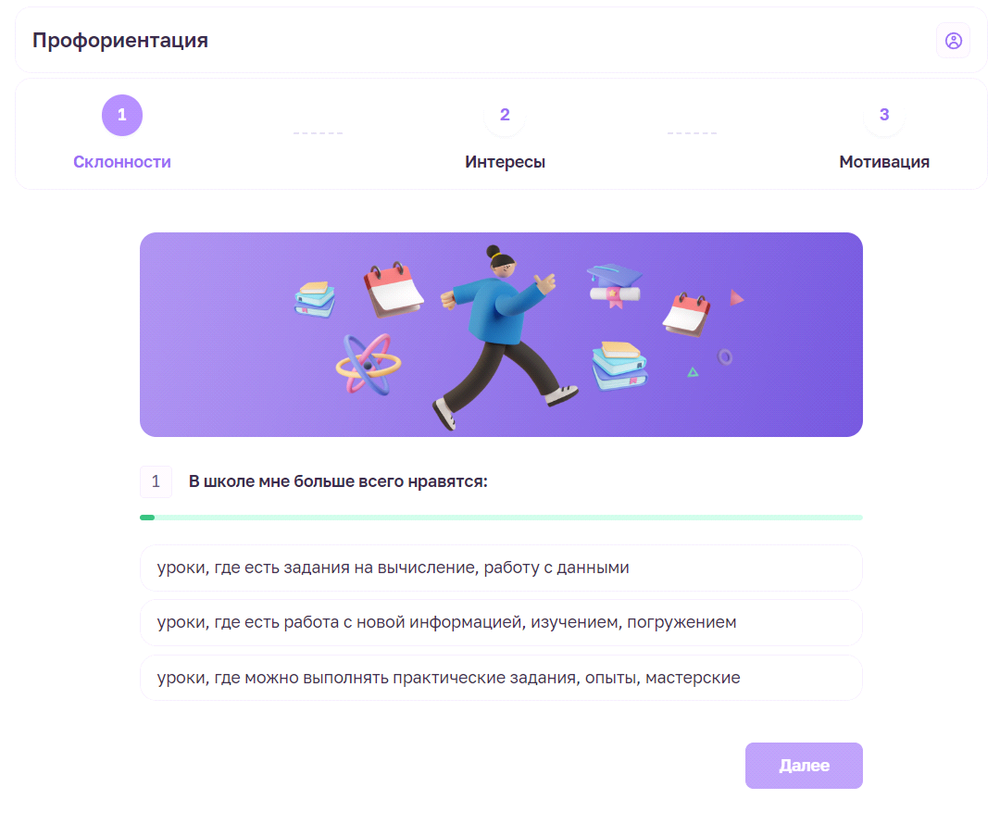 Профориентация
1
2
3
Склонности
Интересы
Мотивация
1
В школе мне больше всего нравятся:
уроки, где есть задания на вычисление, работу с данными
уроки, где есть работа с новой информацией, изучением, погружением
уроки, где можно выполнять практические задания, опыты, мастерские
Далее